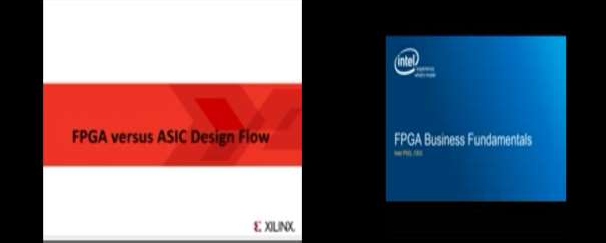 FPGA versus ASIC Design Flow
XILINX
intel
FPGA Business Fundamentals